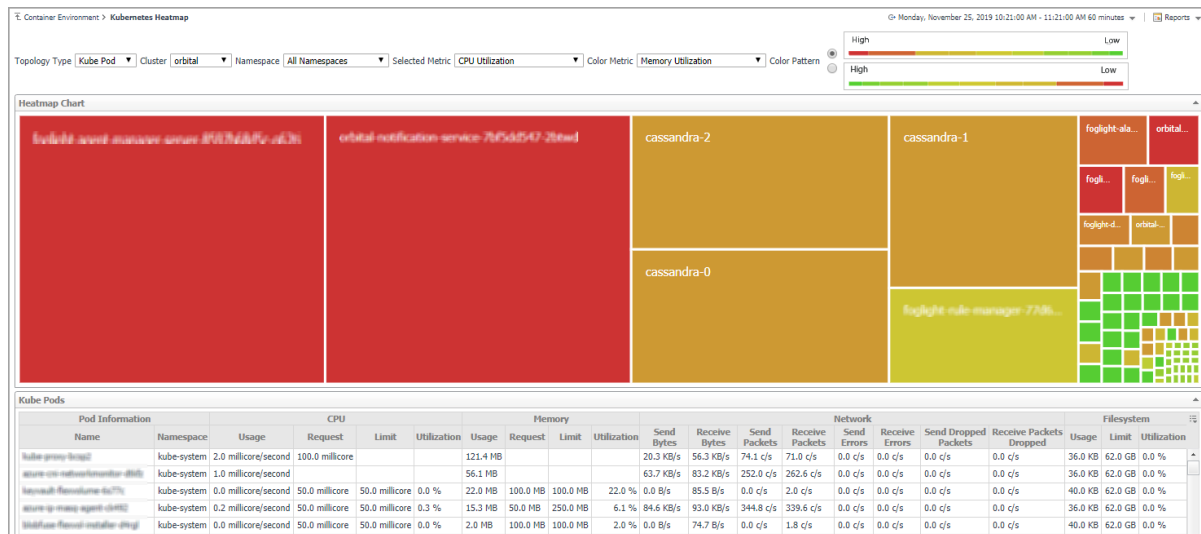 Container Environment > Kubernetes Heatmap
Monday, November 25, 2019 10:21:00 AM - 11:21:00 AM 60 minutes
Reports
High Low
Topology Type Kube Pod Cluster orbital Namespace All Namespaces Selected Metric CPU Utilization Color Metric Memory Utilization Color Pattern
High Low
Heatmap Chart
orbital-notification-service-7bf5dd547-2btwd
cassandra-2
cassandra-1
foglight-ala...
orbital...
fogli...
fogli...
fogli...
foglight-d...
orbital-...
cassandra-0
foglight-rule-manager-77d6...
Kube Pods
Pod Information CPU Memory Network Filesystem
Name Namespace Usage Request Limit Utilization Usage Request Limit Utilization Send Bytes Receive Bytes Send Packets Receive Packets Send Errors Receive Errors Send Dropped Packets Receive Packets Dropped Usage Limit Utilization
kube-system 2.0 millicore/second 100.0 millicore 121.4 MB 20.3 KB/s 56.3 KB/s 74.1 c/s 71.0 c/s 0.0 c/s 0.0 c/s 0.0 c/s 0.0 c/s 36.0 KB 62.0 GB 0.0 %
kube-system 1.0 millicore/second 56.1 MB 63.7 KB/s 83.2 KB/s 252.0 c/s 262.6 c/s 0.0 c/s 0.0 c/s 0.0 c/s 0.0 c/s 36.0 KB 62.0 GB 0.0 %
kube-system 0.0 millicore/second 50.0 millicore 50.0 millicore 0.0 % 22.0 MB 100.0 MB 100.0 MB 22.0 % 0.0 B/s 85.5 B/s 0.0 c/s 2.0 c/s 0.0 c/s 0.0 c/s 0.0 c/s 0.0 c/s 40.0 KB 62.0 GB 0.0 %
kube-system 0.2 millicore/second 50.0 millicore 50.0 millicore 0.3 % 15.3 MB 50.0 MB 250.0 MB 6.1 % 84.6 KB/s 93.0 KB/s 344.8 c/s 339.6 c/s 0.0 c/s 0.0 c/s 0.0 c/s 0.0 c/s 36.0 KB 62.0 GB 0.0 %
kube-system 0.0 millicore/second 50.0 millicore 50.0 millicore 0.0 % 2.0 MB 100.0 MB 100.0 MB 2.0 % 0.0 B/s 74.7 B/s 0.0 c/s 1.8 c/s 0.0 c/s 0.0 c/s 0.0 c/s 0.0 c/s 40.0 KB 62.0 GB 0.0 %